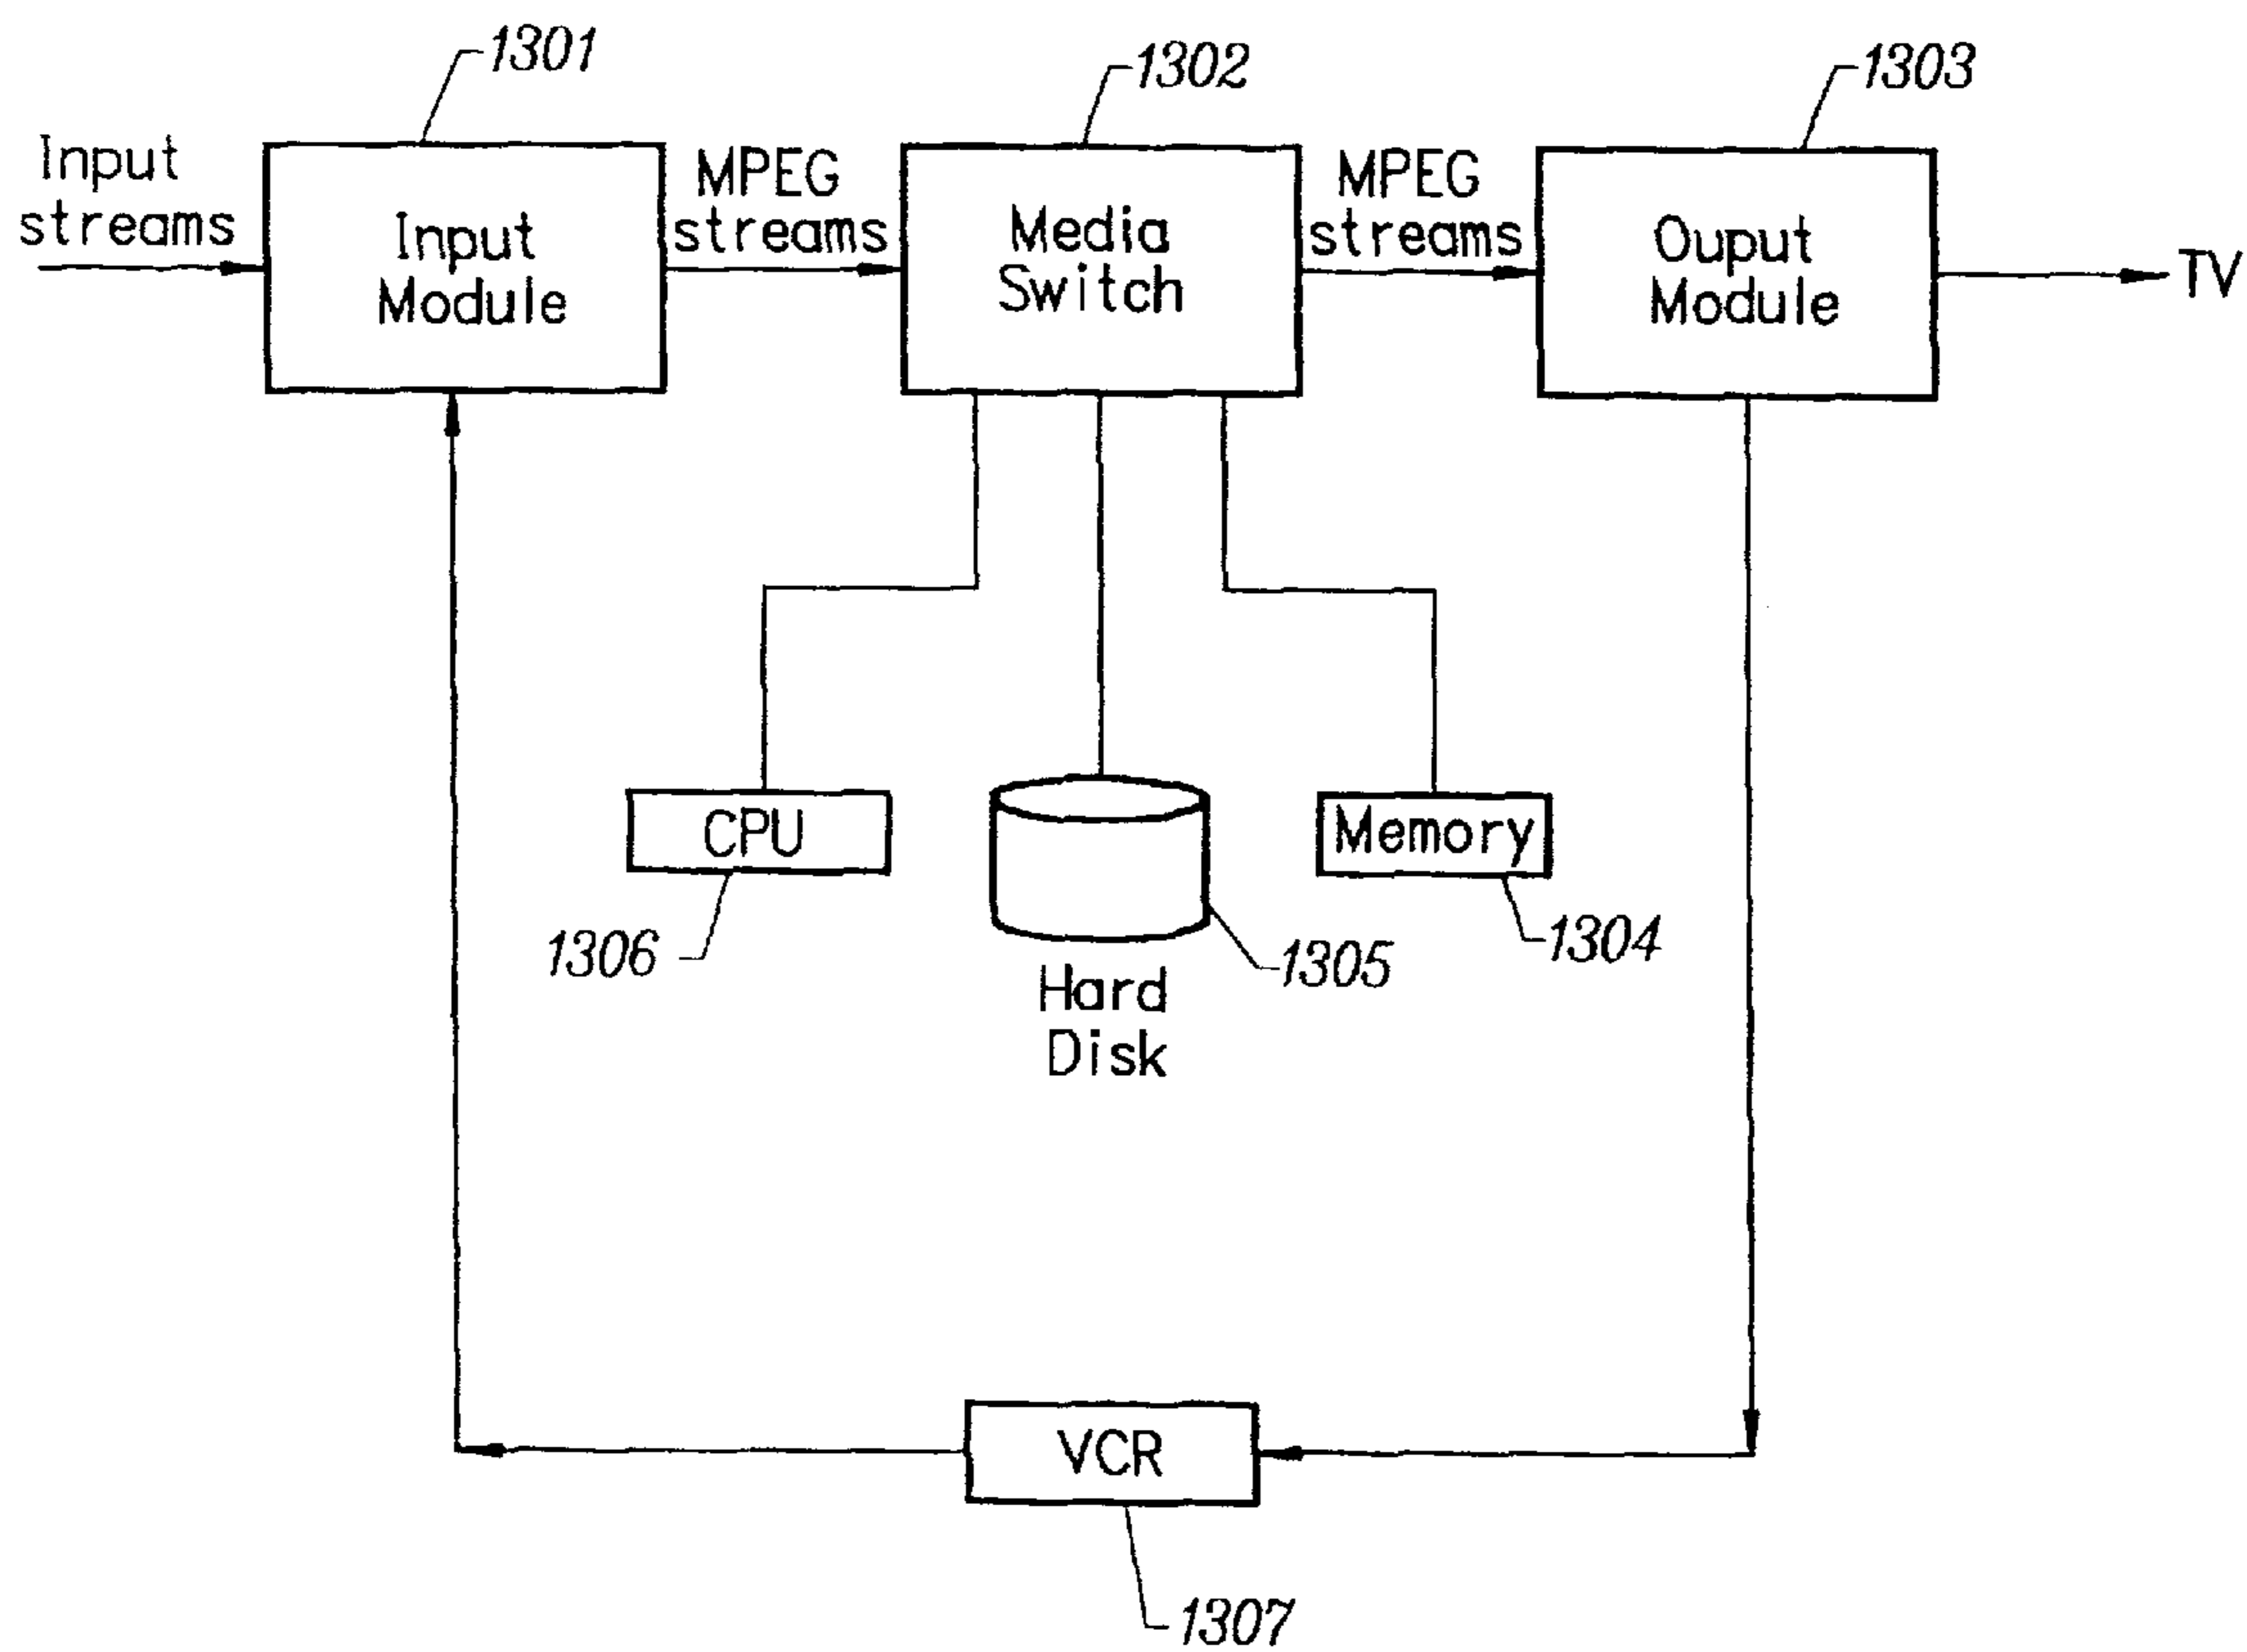 1301
1302
1303
Input
streams
Input
Module
MPEG
streams
Media
Switch
MPEG
streams
Ouput
Module
TV
CPU
1306
Hard
Disk
1305
Memory
1304
VCR
1307